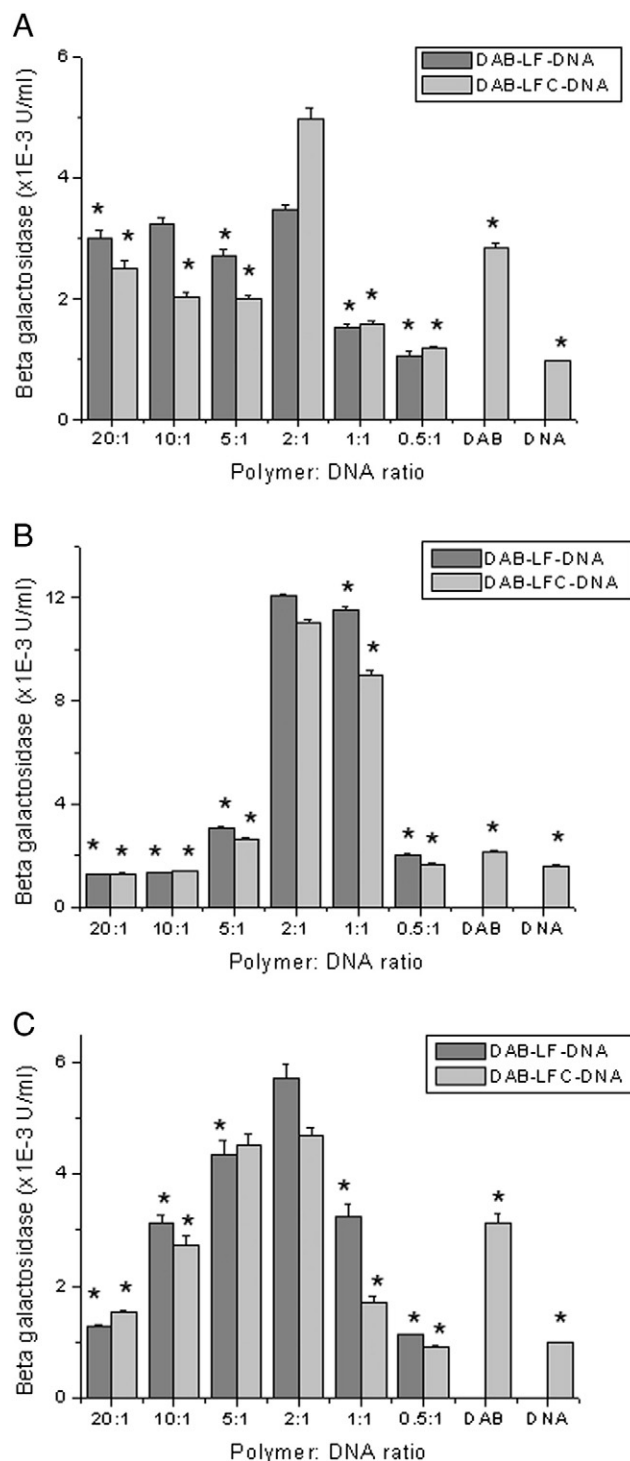 A
Beta galactosidase (x1E-3 U/ml)
6
4
2
0
DAB-LF-DNA
DAB-LFC-DNA
* * * * * * * * * * *
20:1 10:1 5:1 2:1 1:1 0.5:1 DAB DNA
Polymer: DNA ratio
B
Beta galactosidase (x1E-3 U/ml)
12
8
4
0
DAB-LF-DNA
DAB-LFC-DNA
* * * * * * * * * * * *
20:1 10:1 5:1 2:1 1:1 0.5:1 DAB DNA
Polymer: DNA ratio
C
Beta galactosidase (x1E-3 U/ml)
6
4
2
0
DAB-LF-DNA
DAB-LFC-DNA
* * * * * * * * * * *
20:1 10:1 5:1 2:1 1:1 0.5:1 DAB DNA
Polymer: DNA ratio